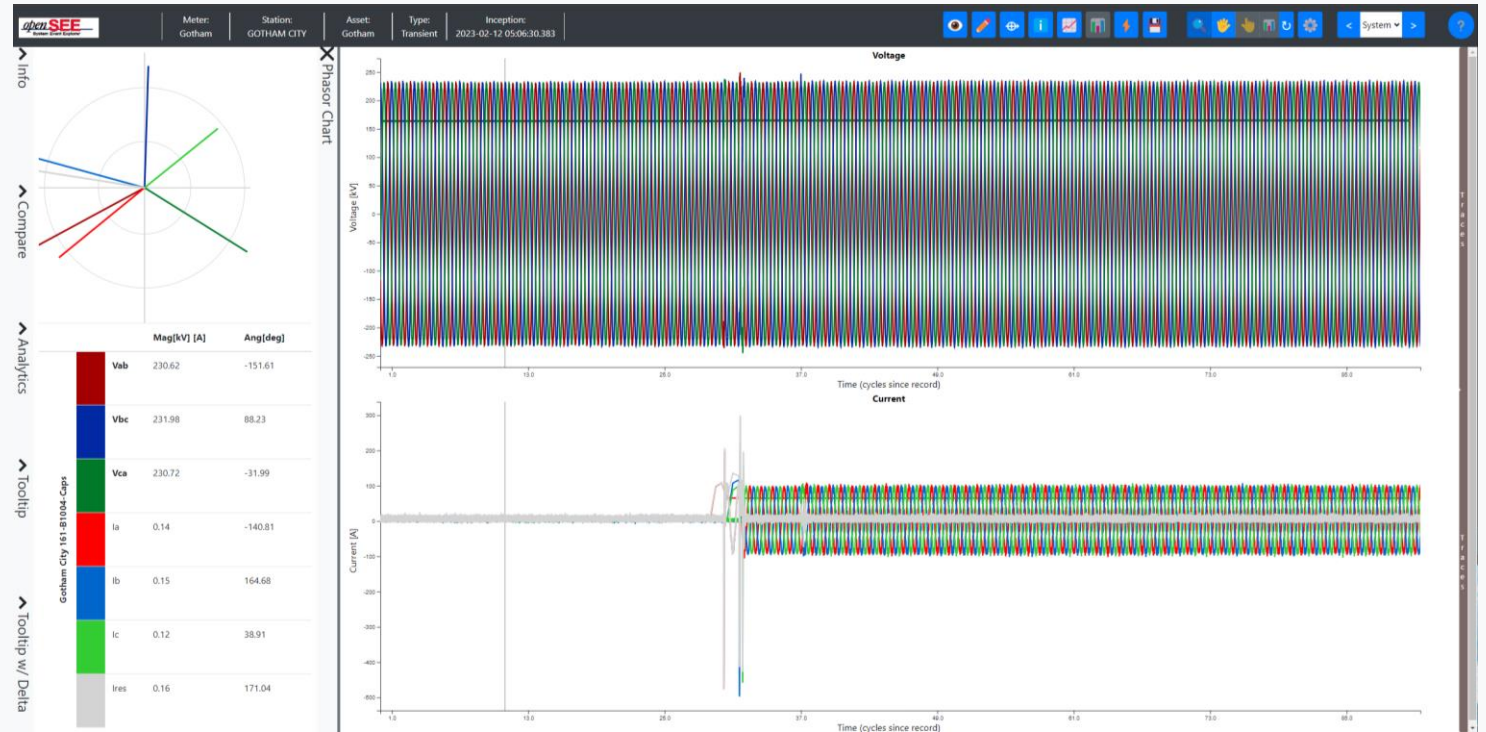 openSEE
System Event Explorer
Meter:
Gotham
Station:
GOTHAM CITY
Asset:
Gotham
Type:
Transient
Inception:
2023-02-12 05:06:30.383
< System >
?
Info
Compare
Analytics
Tooltip
Tooltip w/ Delta
Phasor Chart
Mag[kV] [A] Ang[deg]
Gotham City 161-B1004-Caps
Vab 230.62 -151.61
Vbc 231.98 88.23
Vca 230.72 -31.99
Ia 0.14 -140.81
Ib 0.15 164.68
Ic 0.12 38.91
Ires 0.16 171.04
Voltage
Voltage [kV]
250
200
150
100
50
0
-50
-100
-150
-200
-250
1.0 13.0 25.0 37.0 49.0 61.0 73.0 85.0
Time (cycles since record)
Traces
Current
Current [A]
300
200
100
0
-100
-200
-300
-400
-500
1.0 13.0 25.0 37.0 49.0 61.0 73.0 85.0
Time (cycles since record)
Traces